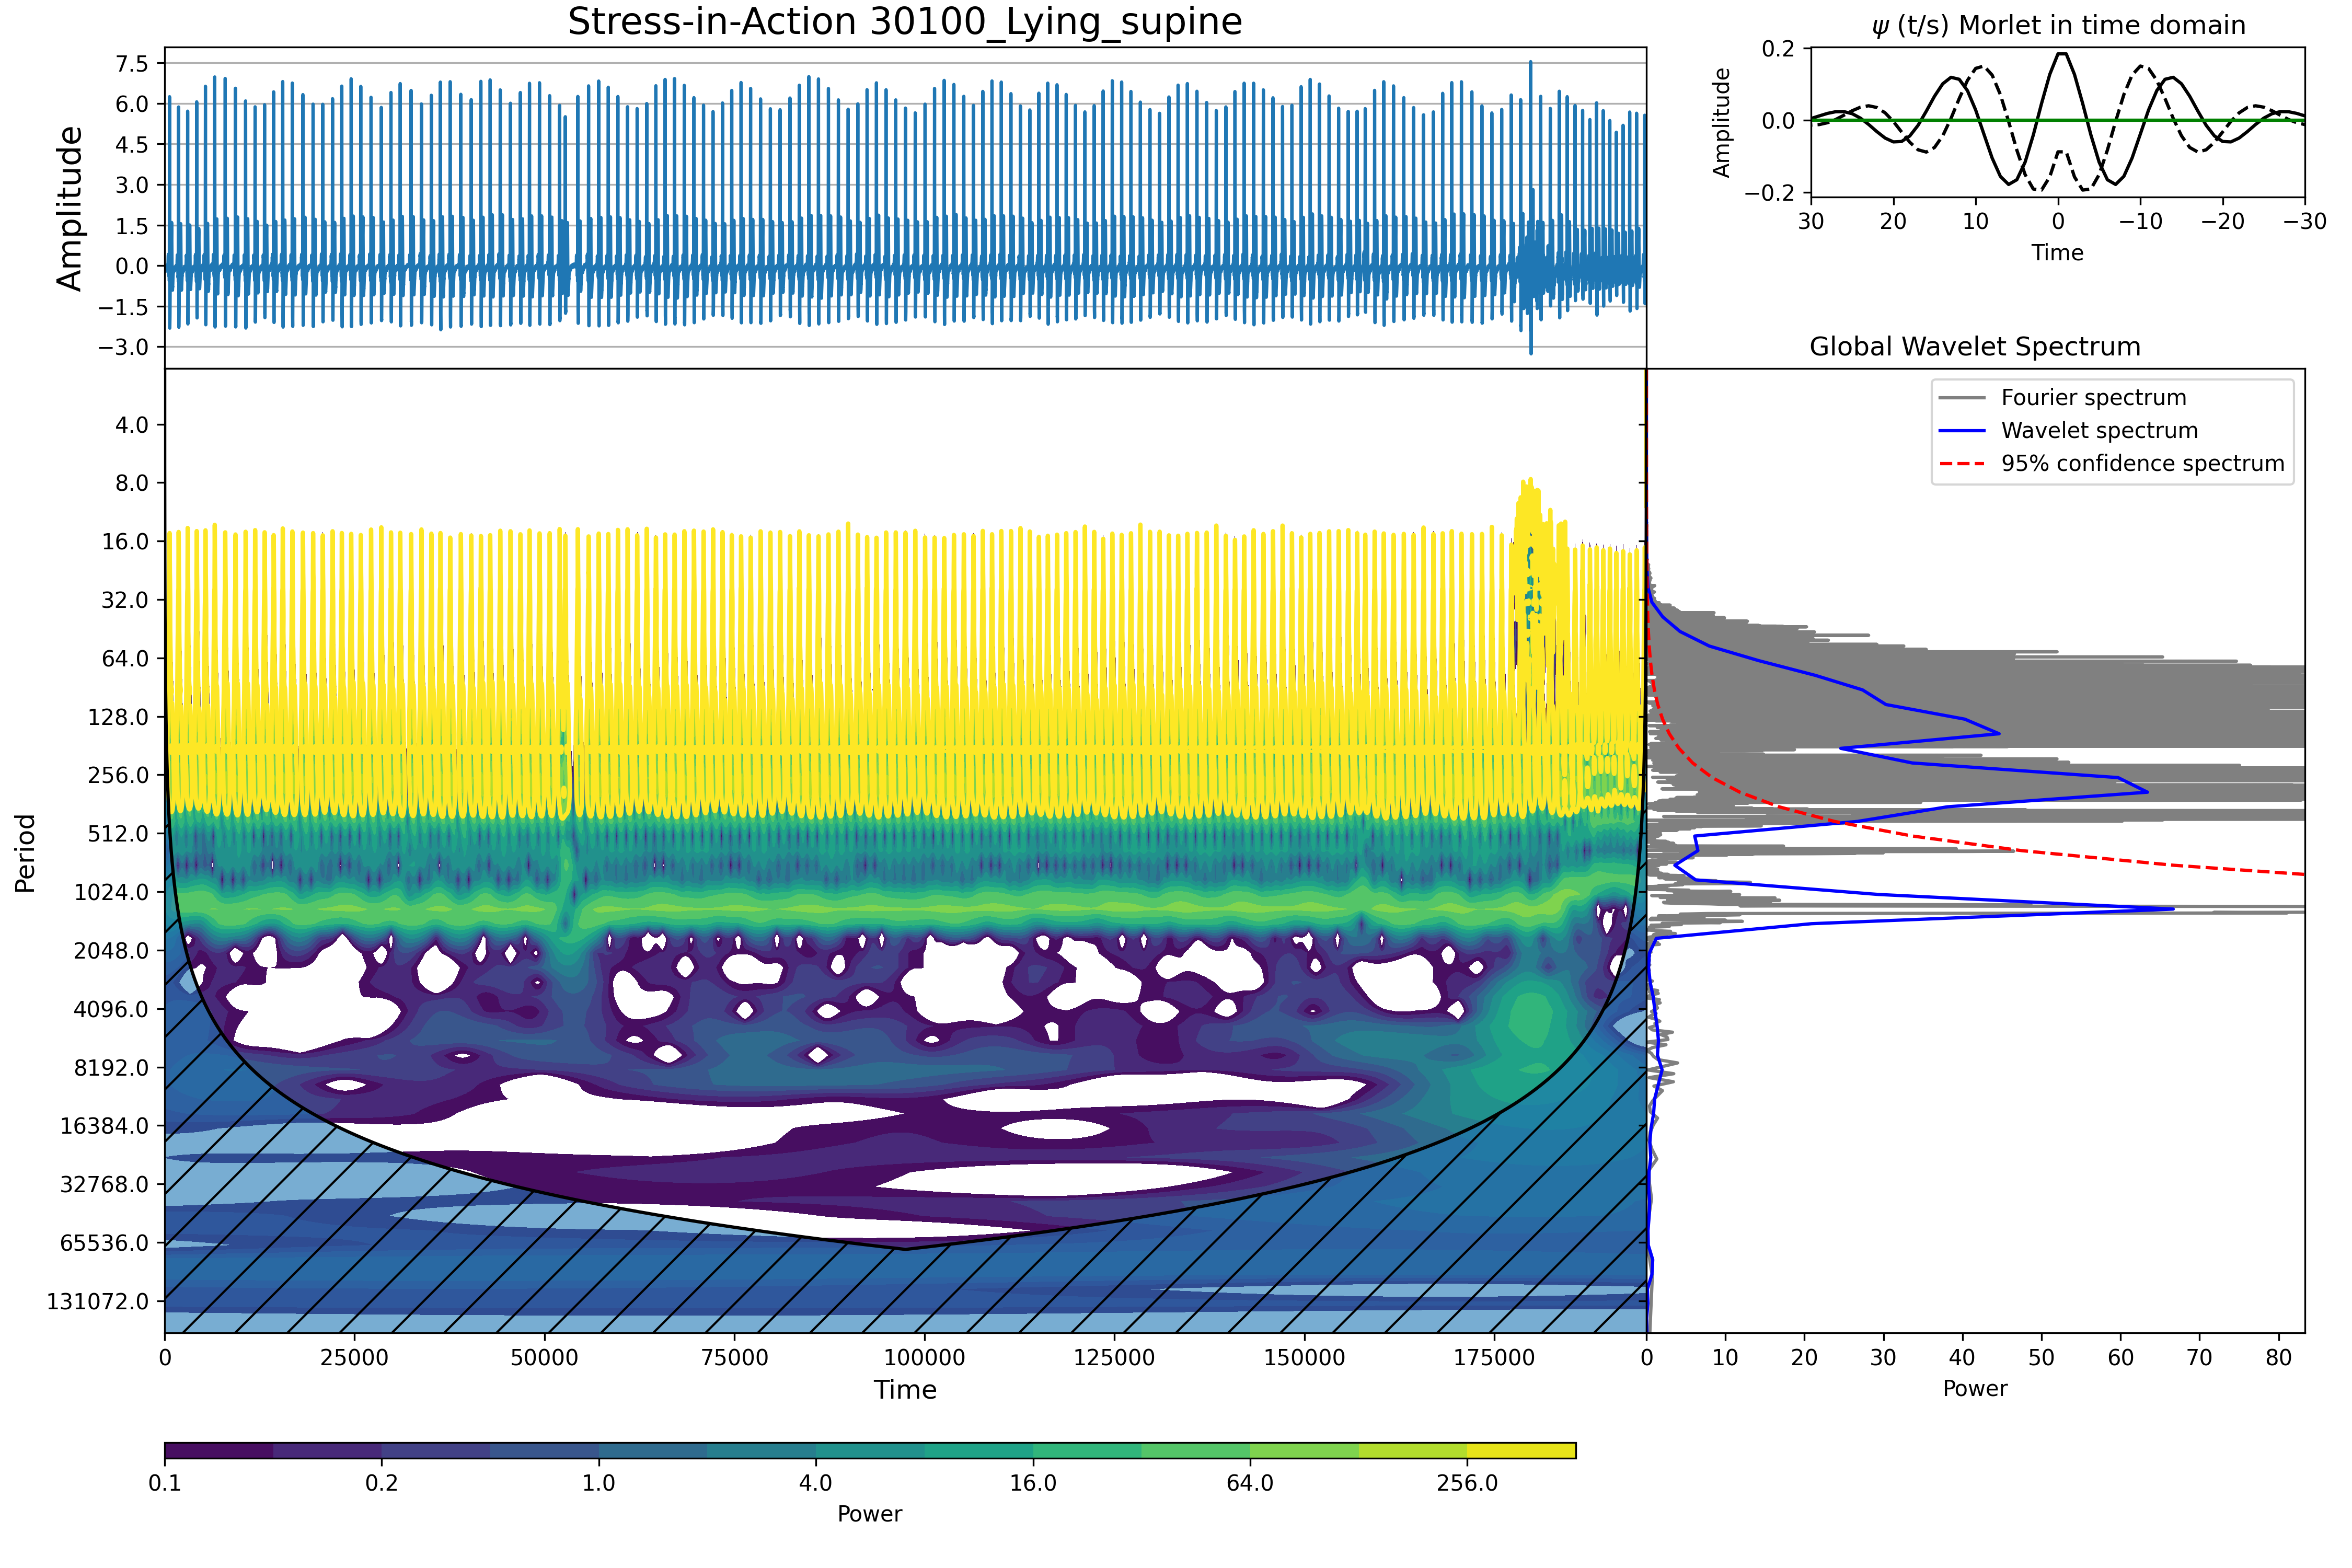 Stress-in-Action 30100_Lying_supine
Amplitude
7.5
6.0
4.5
3.0
1.5
0.0
−1.5
−3.0
ψ (t/s) Morlet in time domain
Amplitude
0.2
0.0
−0.2
30 20 10 0 −10 −20 −30
Time
Period
4.0
8.0
16.0
32.0
64.0
128.0
256.0
512.0
1024.0
2048.0
4096.0
8192.0
16384.0
32768.0
65536.0
131072.0
0 25000 50000 75000 100000 125000 150000 175000
Time
Global Wavelet Spectrum
Fourier spectrum
Wavelet spectrum
95% confidence spectrum
0 10 20 30 40 50 60 70 80
Power
0.1 0.2 1.0 4.0 16.0 64.0 256.0
Power